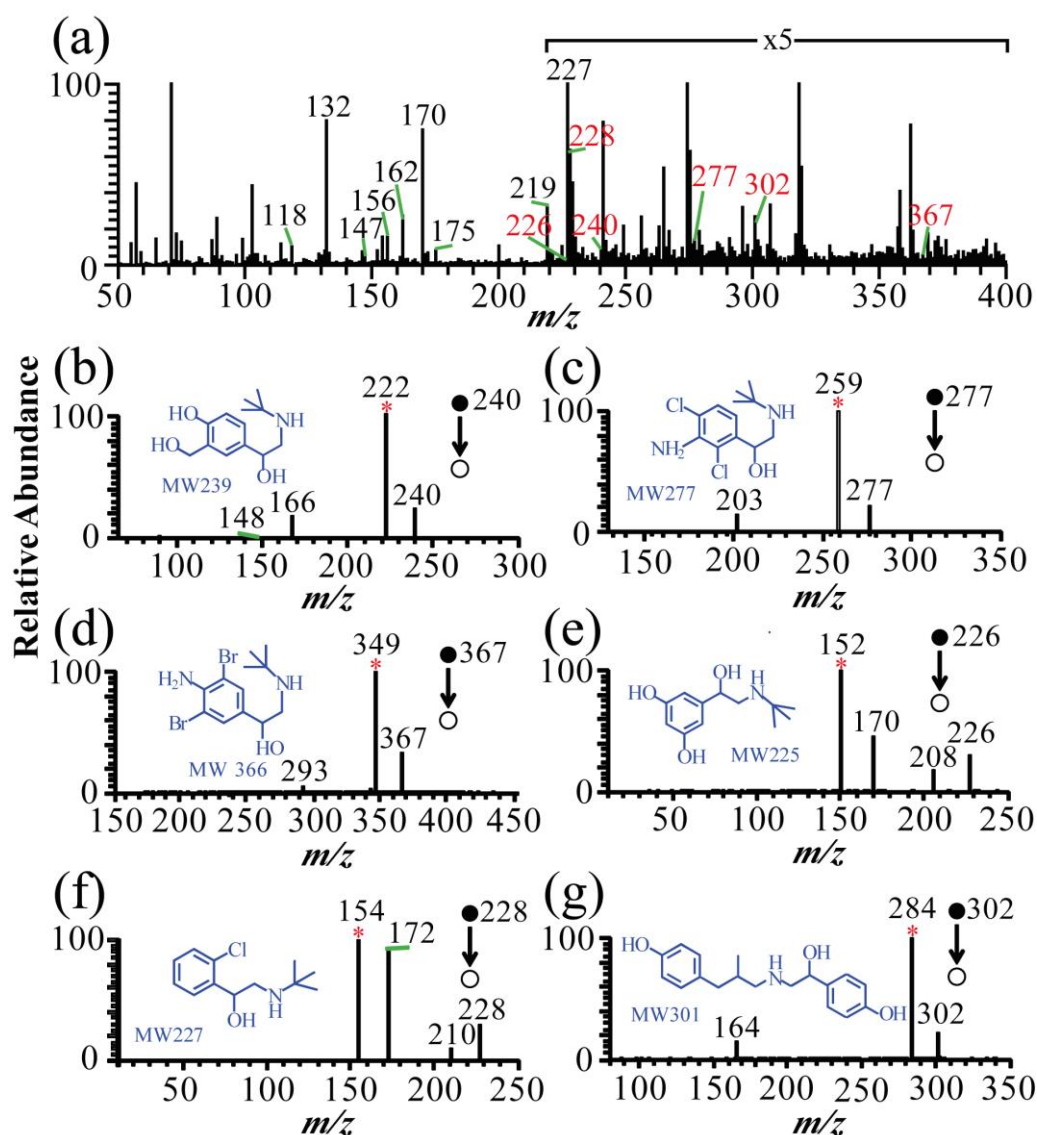 (a)
x5
100
0
227
132
170
228
162
277
302
156
219
118
147
175
226
240
367
50
100
150
200
250
300
350
400
m/z
Relative Abundance
(b)
100
0
222
*
240
HO
HO
NH
OH
MW239
148
166
240
100
150
200
250
300
m/z
(c)
100
0
259
*
277
Cl
NH
NH2
Cl
OH
MW277
203
277
150
200
250
300
350
m/z
(d)
100
0
349
*
367
Br
H2N
NH
Br
HO
MW 366
293
367
150
200
250
300
350
400
450
m/z
(e)
100
0
152
*
226
OH
H
N
HO
OH
MW225
170
208
226
50
100
150
200
250
m/z
(f)
100
0
154
*
172
228
Cl
N
H
OH
MW227
210
228
50
100
150
200
250
m/z
(g)
100
0
284
*
302
HO
H
N
OH
OH
MW301
164
302
100
150
200
250
300
350
m/z